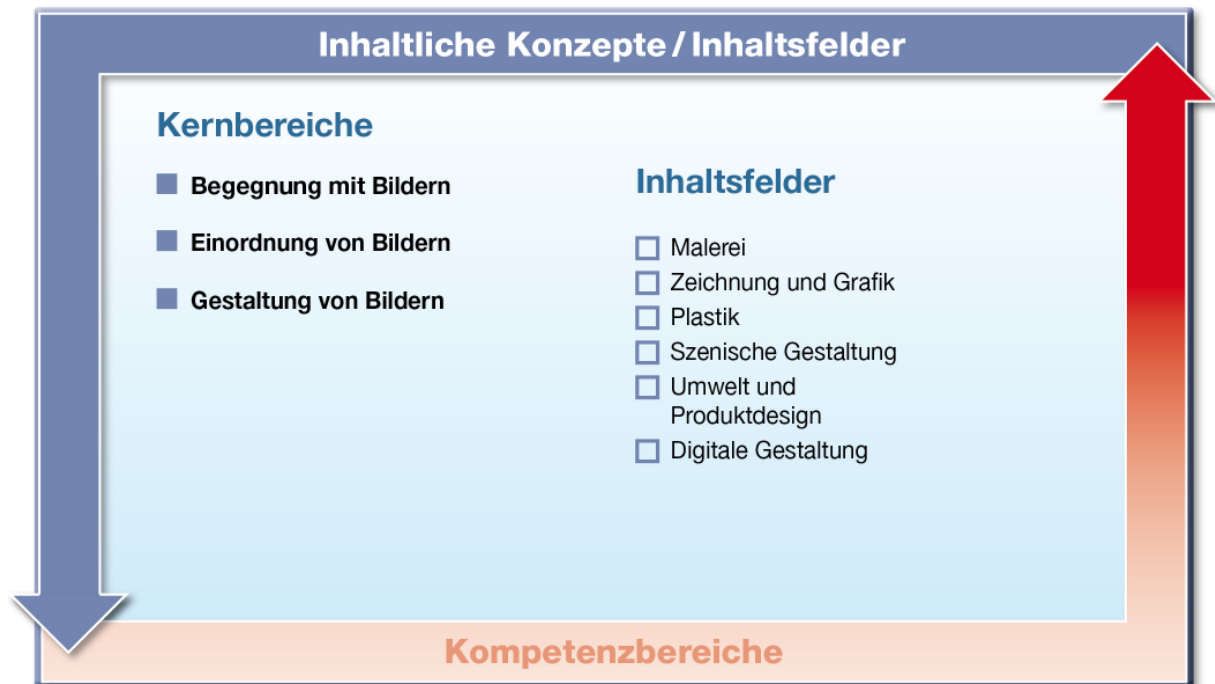 Inhaltliche Konzepte / Inhaltsfelder
Kernbereiche
Begegnung mit Bildern
Einordnung von Bildern
Gestaltung von Bildern
Inhaltsfelder
Malerei
Zeichnung und Grafik
Plastik
Szenische Gestaltung
Umwelt und
Produktdesign
Digitale Gestaltung
Kompetenzbereiche